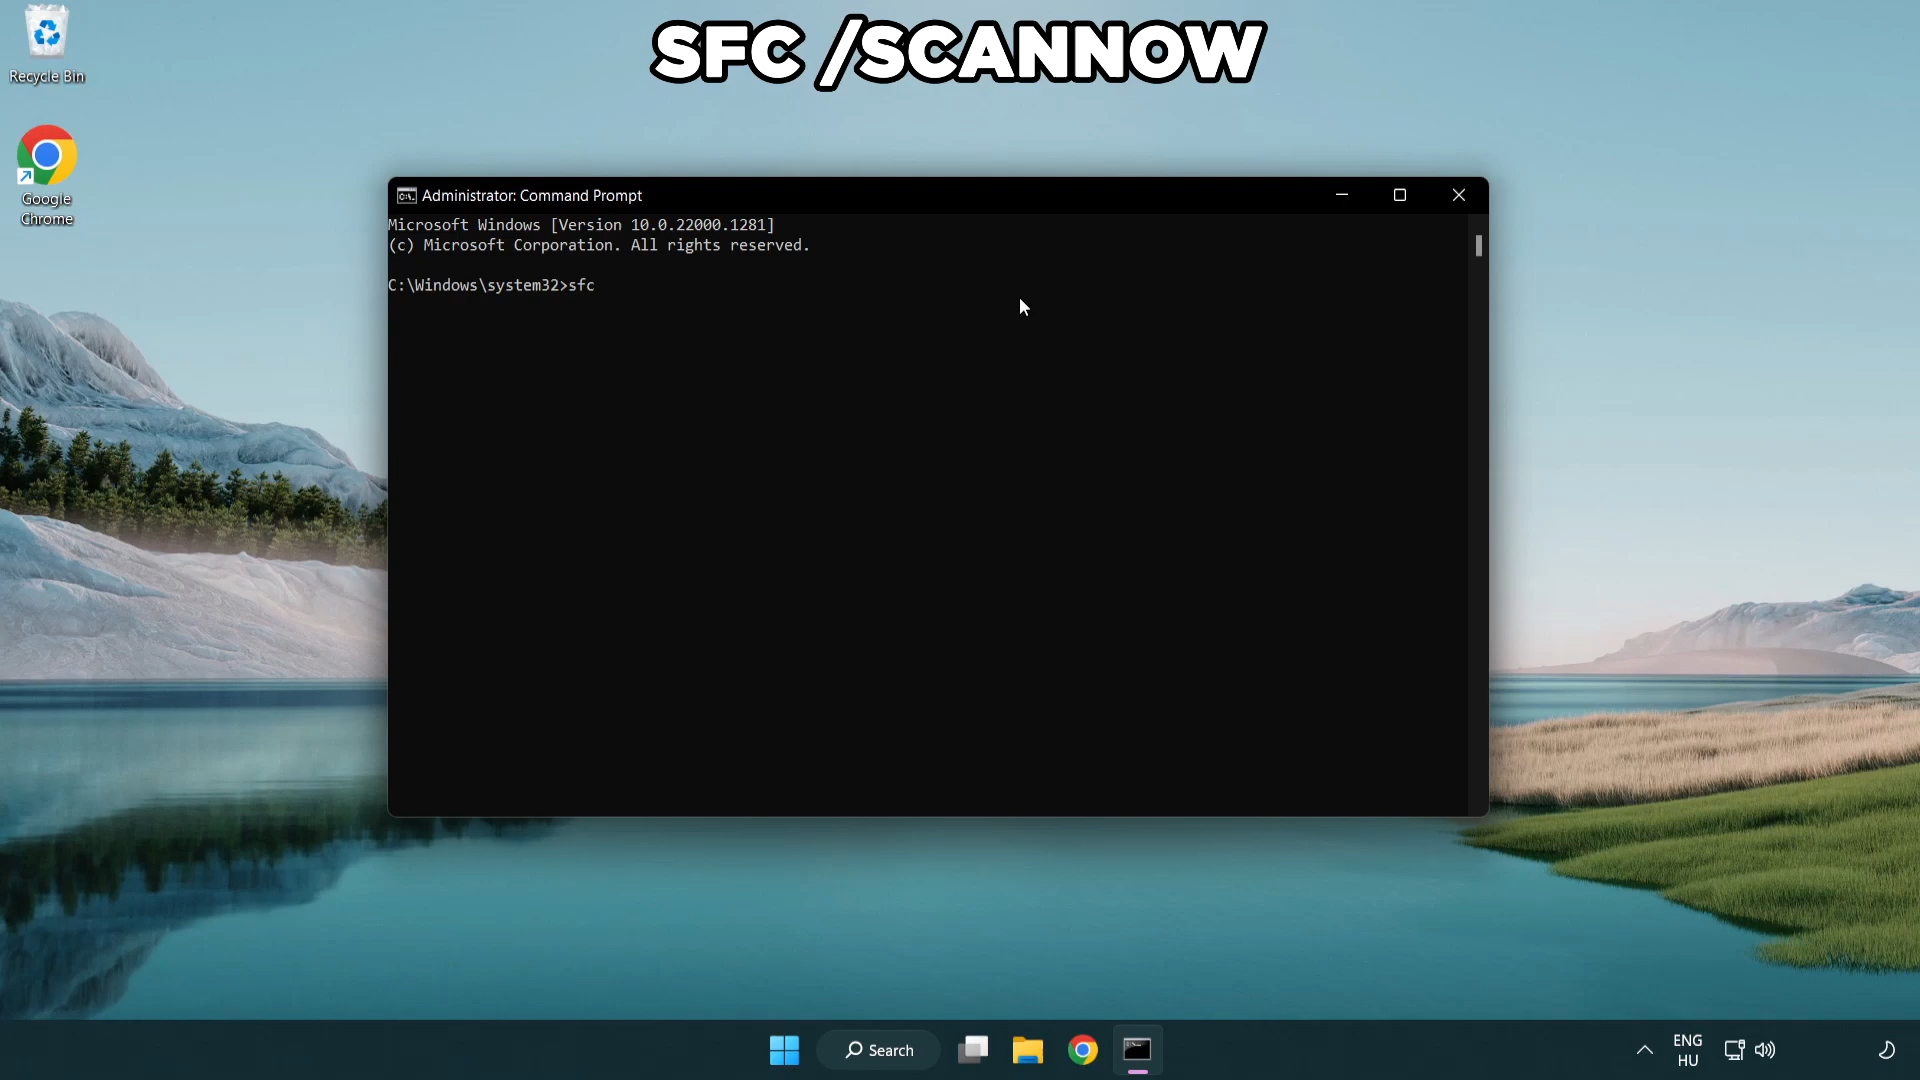 SFC /SCANNOW
Recycle Bin
Google
Chrome
Administrator: Command Prompt
Microsoft Windows [Version 10.0.22000.1281]
(c) Microsoft Corporation. All rights reserved.
C:\Windows\system32>sfc
Search
ENG
HU